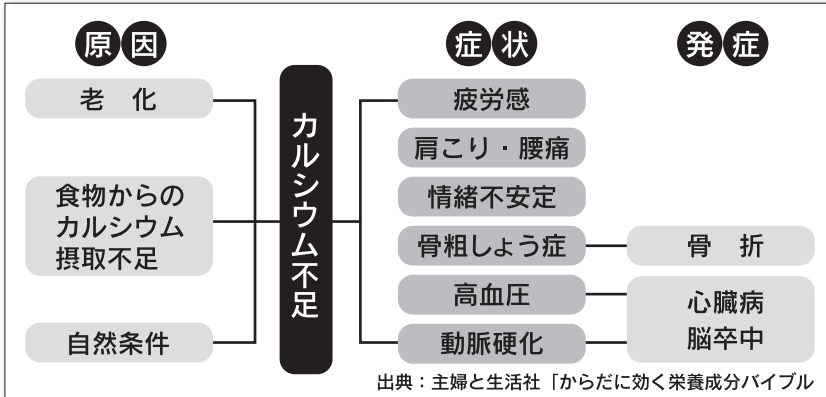 原因
老 化
食物からの
カルシウム
摂取不足
自然条件
カルシウム不足
症状
疲労感
肩こり・腰痛
情緒不安定
骨粗しょう症
高血圧
動脈硬化
発症
骨 折
心臓病
脳卒中
出典：主婦と生活社「からだに効く栄養成分バイブル